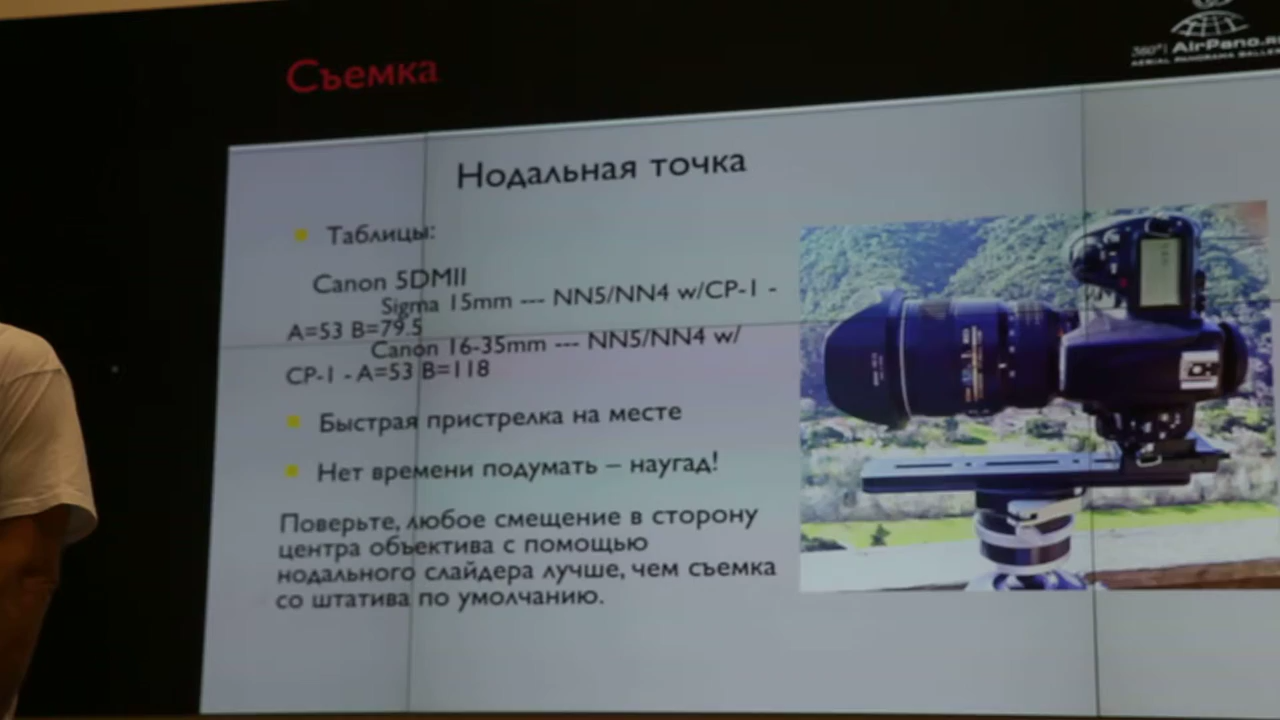 Съемка
360° | AirPano.RU
AERIAL PANORAMA GALLERY
Нодальная точка
Таблицы:
Canon 5DMII
Sigma 15mm --- NN5/NN4 w/CP-1 -
A=53 B=79.5
Canon 16-35mm --- NN5/NN4 w/
CP-1 - A=53 B=118
Быстрая пристрелка на месте
Нет времени подумать – наугад!
Поверьте, любое смещение в сторону
центра объектива с помощью
нодального слайдера лучше, чем съемка
со штатива по умолчанию.